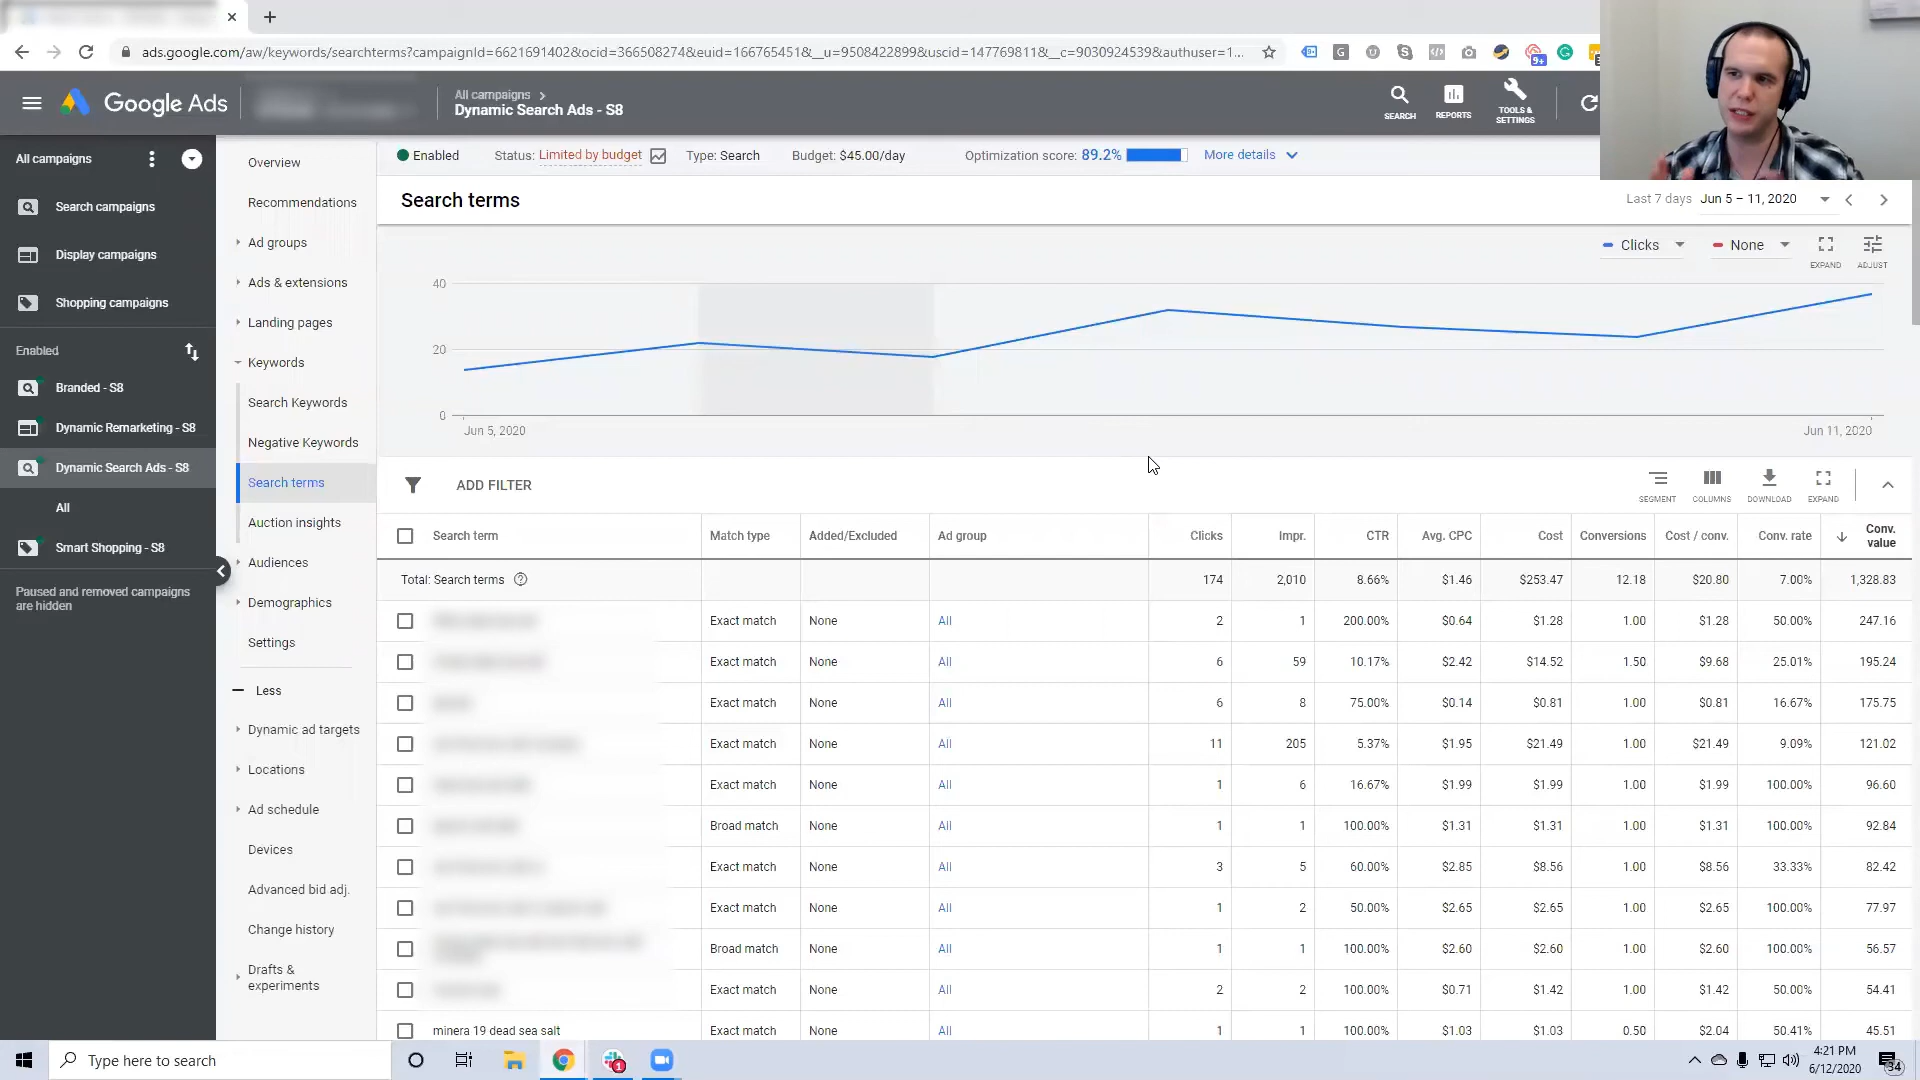 ads.google.com/aw/keywords/searchterms?campaignId=6621691402&ocid=366508274&euid=166765451&__u=9508422899&uscid=147769811&__c=9030924539&authuser=1...
9+
Google Ads
All campaigns
Dynamic Search Ads - S8
SEARCH
REPORTS
TOOLS &
SETTINGS
All campaigns
Search campaigns
Display campaigns
Shopping campaigns
Enabled
Branded - S8
Dynamic Remarketing - S8
Dynamic Search Ads - S8
All
Smart Shopping - S8
Paused and removed campaigns
are hidden
Overview
Recommendations
Ad groups
Ads & extensions
Landing pages
Keywords
Search Keywords
Negative Keywords
Search terms
Auction insights
Audiences
Demographics
Settings
Less
Dynamic ad targets
Locations
Ad schedule
Devices
Advanced bid adj.
Change history
Drafts &
experiments
Enabled Status: Limited by budget Type: Search Budget: $45.00/day Optimization score: 89.2% More details
Search terms
Last 7 days Jun 5 – 11, 2020
Clicks None
EXPAND ADJUST
40
20
0
Jun 5, 2020 Jun 11, 2020
ADD FILTER
SEGMENT COLUMNS DOWNLOAD EXPAND
Search term Match type Added/Excluded Ad group Clicks Impr. CTR Avg. CPC Cost Conversions Cost / conv. Conv. rate Conv. value
Total: Search terms 174 2,010 8.66% $1.46 $253.47 12.18 $20.80 7.00% 1,328.83
Exact match None All 2 1 200.00% $0.64 $1.28 1.00 $1.28 50.00% 247.16
Exact match None All 6 59 10.17% $2.42 $14.52 1.50 $9.68 25.01% 195.24
Exact match None All 6 8 75.00% $0.14 $0.81 1.00 $0.81 16.67% 175.75
Exact match None All 11 205 5.37% $1.95 $21.49 1.00 $21.49 9.09% 121.02
Exact match None All 1 6 16.67% $1.99 $1.99 1.00 $1.99 100.00% 96.60
Broad match None All 1 1 100.00% $1.31 $1.31 1.00 $1.31 100.00% 92.84
Exact match None All 3 5 60.00% $2.85 $8.56 1.00 $8.56 33.33% 82.42
Exact match None All 1 2 50.00% $2.65 $2.65 1.00 $2.65 100.00% 77.97
Broad match None All 1 1 100.00% $2.60 $2.60 1.00 $2.60 100.00% 56.57
Exact match None All 2 2 100.00% $0.71 $1.42 1.00 $1.42 50.00% 54.41
minera 19 dead sea salt Exact match None All 1 1 100.00% $1.03 $1.03 0.50 $2.04 50.41% 45.51
Type here to search
1
4:21 PM
6/12/2020
34